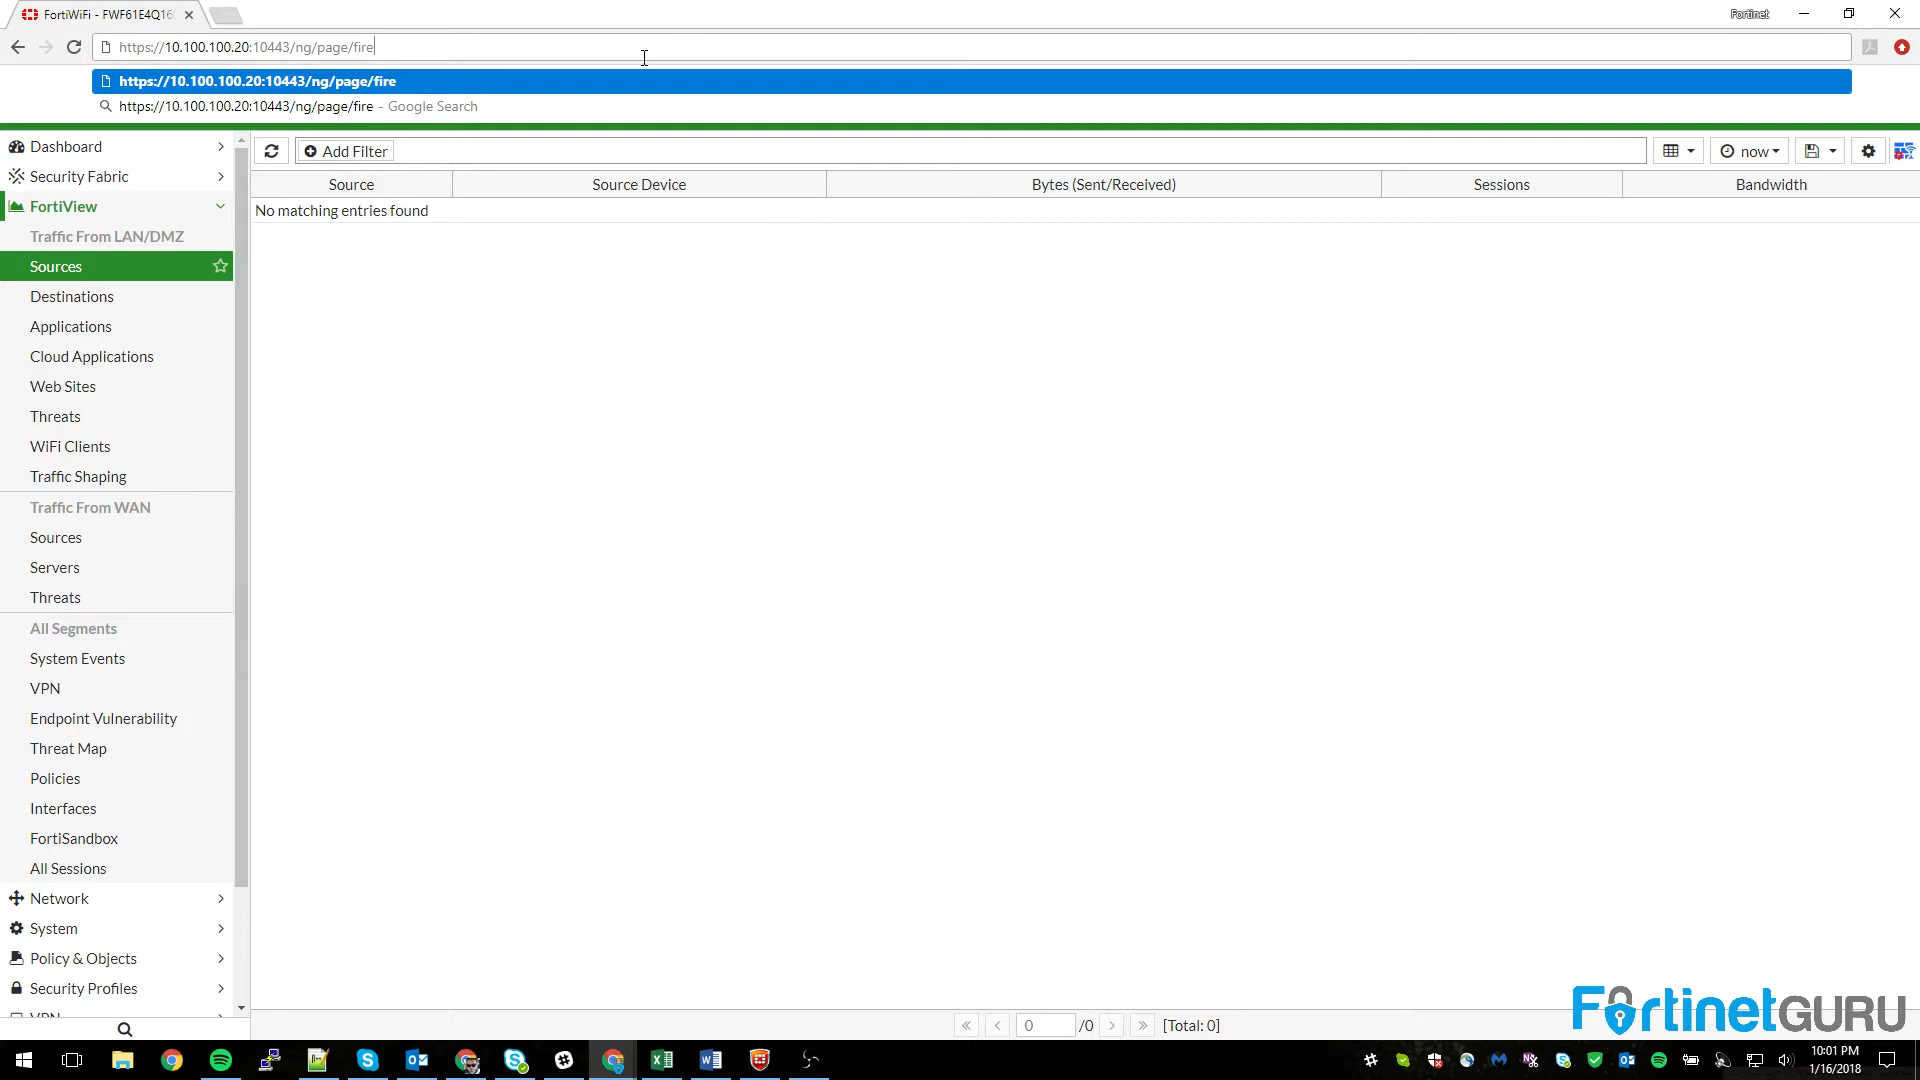 FortiWiFi - FWF61E4Q16
Fortinet
https://10.100.100.20:10443/ng/page/fire
https://10.100.100.20:10443/ng/page/fire
https://10.100.100.20:10443/ng/page/fire - Google Search
Dashboard
Security Fabric
FortiView
Traffic From LAN/DMZ
Sources
Destinations
Applications
Cloud Applications
Web Sites
Threats
WiFi Clients
Traffic Shaping
Traffic From WAN
Sources
Servers
Threats
All Segments
System Events
VPN
Endpoint Vulnerability
Threat Map
Policies
Interfaces
FortiSandbox
All Sessions
Network
System
Policy & Objects
Security Profiles
VPN
Add Filter
now
Source Source Device Bytes (Sent/Received) Sessions Bandwidth
No matching entries found
0 /0 [Total: 0]
FortinetGURU
10:01 PM
1/16/2018